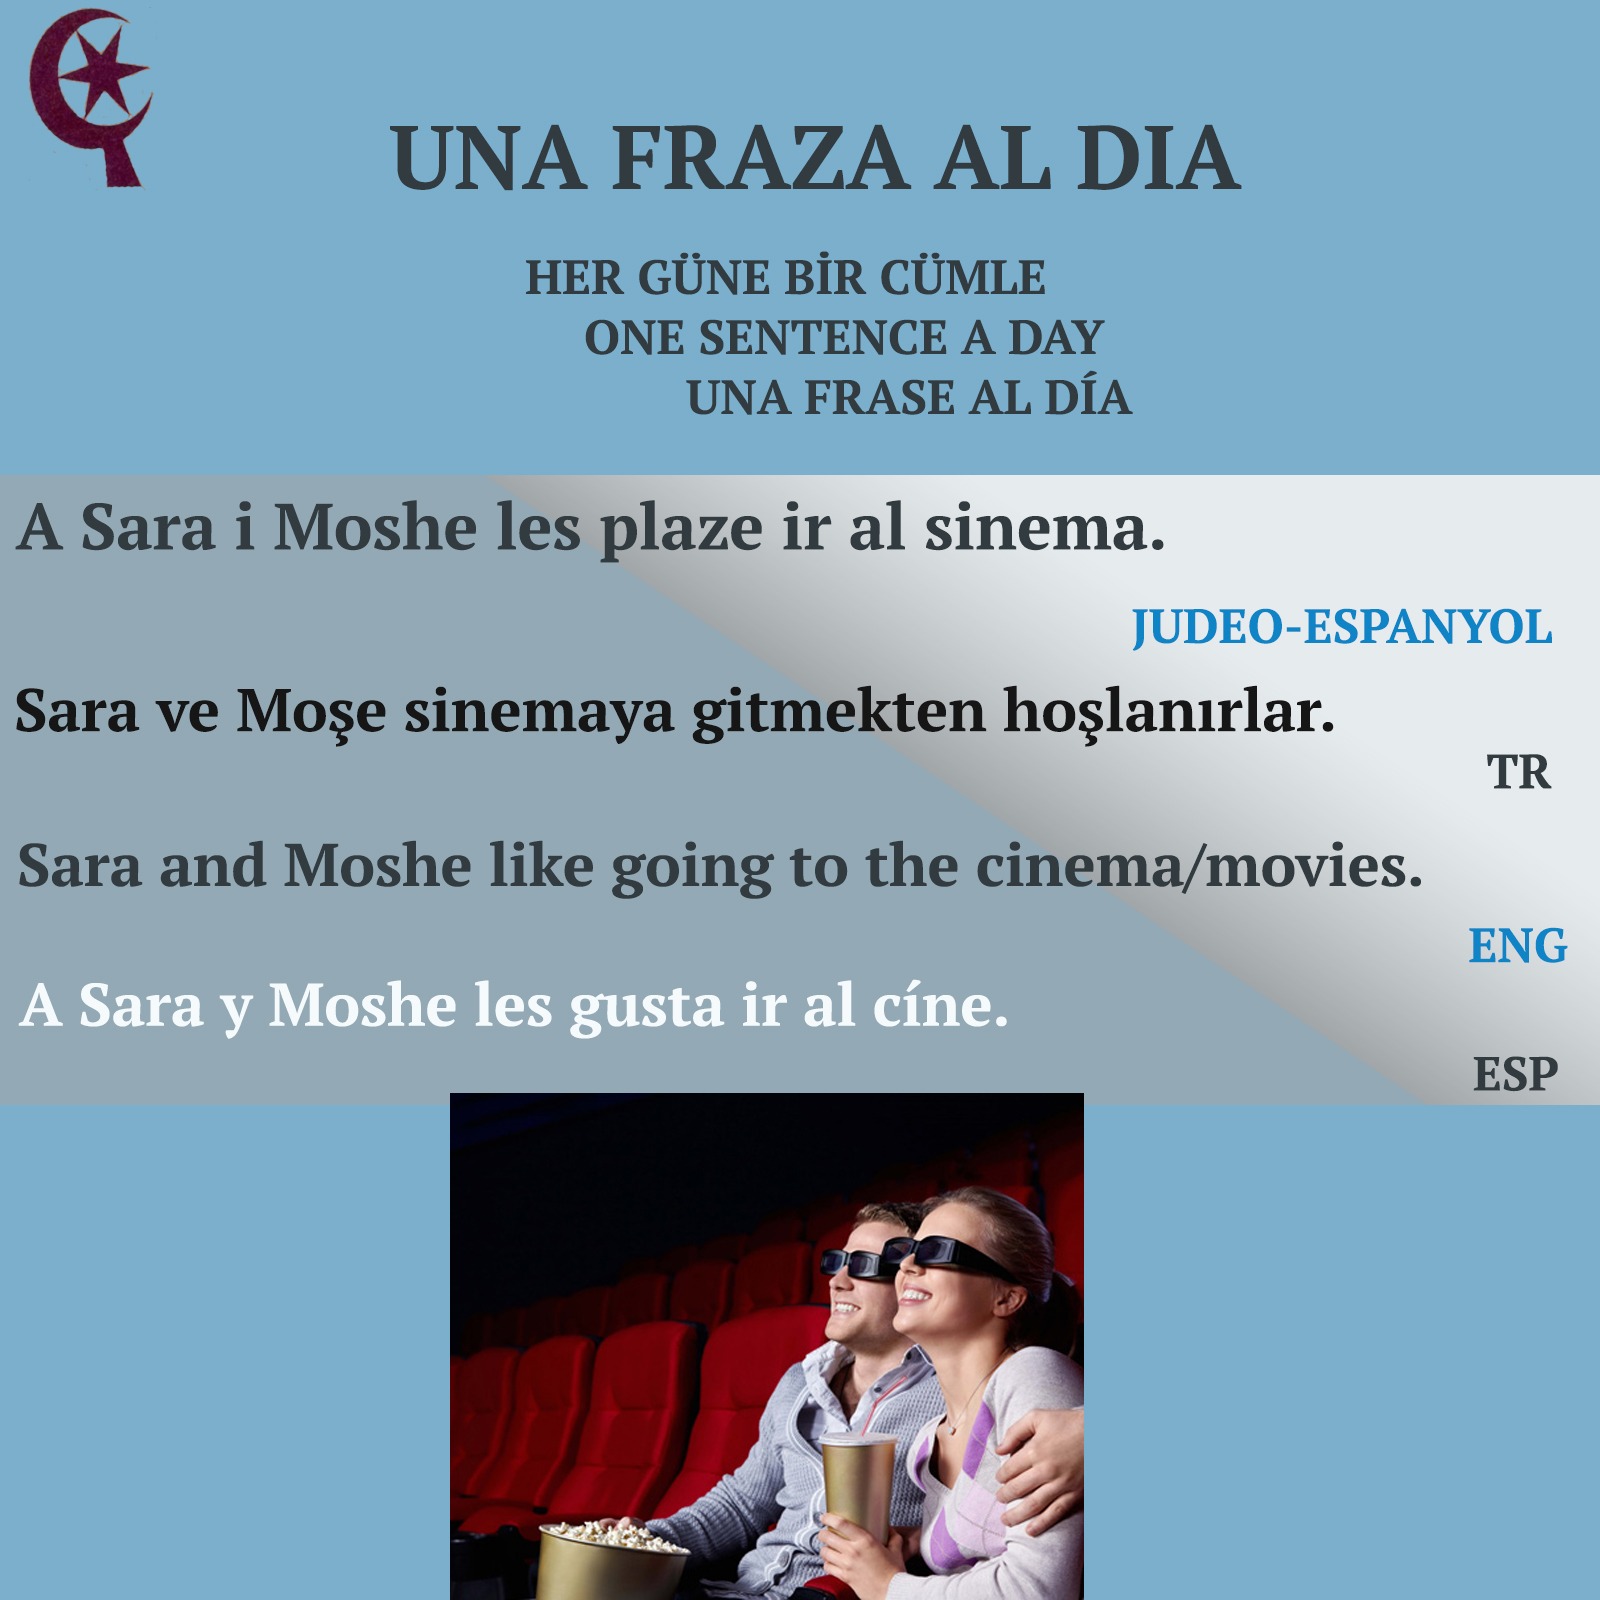 UNA FRAZA AL DIA
HER GÜNE BİR CÜMLE
ONE SENTENCE A DAY
UNA FRASE AL DÍA
A Sara i Moshe les plaze ir al sinema.
JUDEO-ESPANYOL
Sara ve Moşe sinemaya gitmekten hoşlanırlar.
TR
Sara and Moshe like going to the cinema/movies.
ENG
A Sara y Moshe les gusta ir al cíne.
ESP